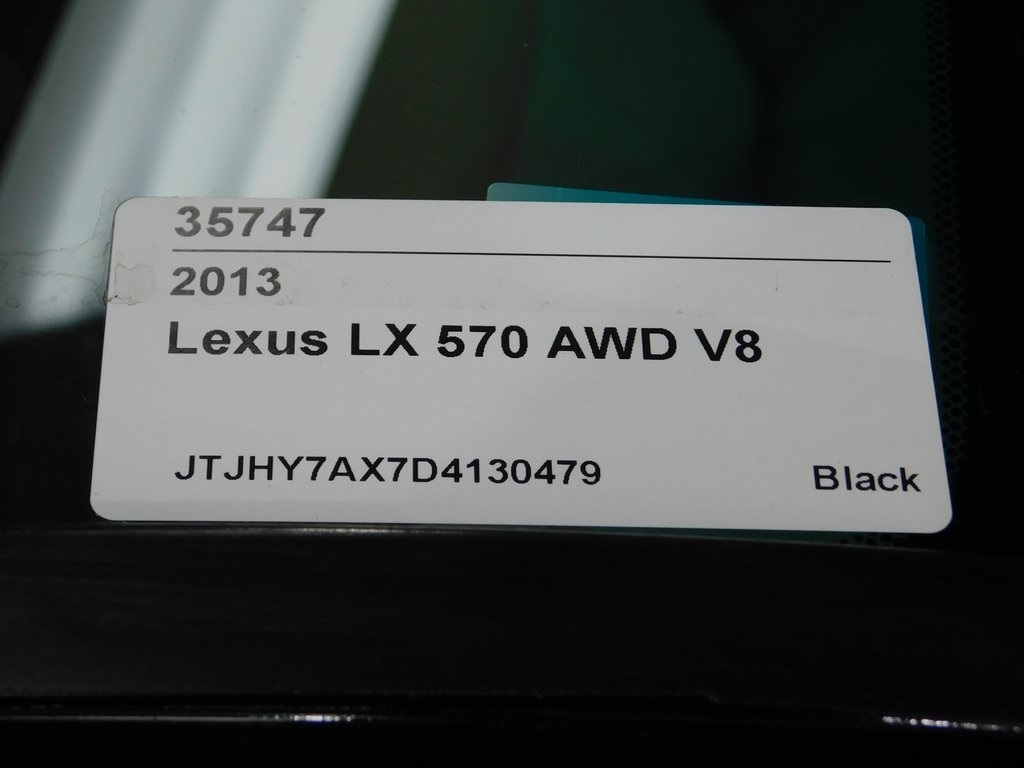 35747
2013
Lexus LX 570 AWD V8
JTJHY7AX7D4130479 Black